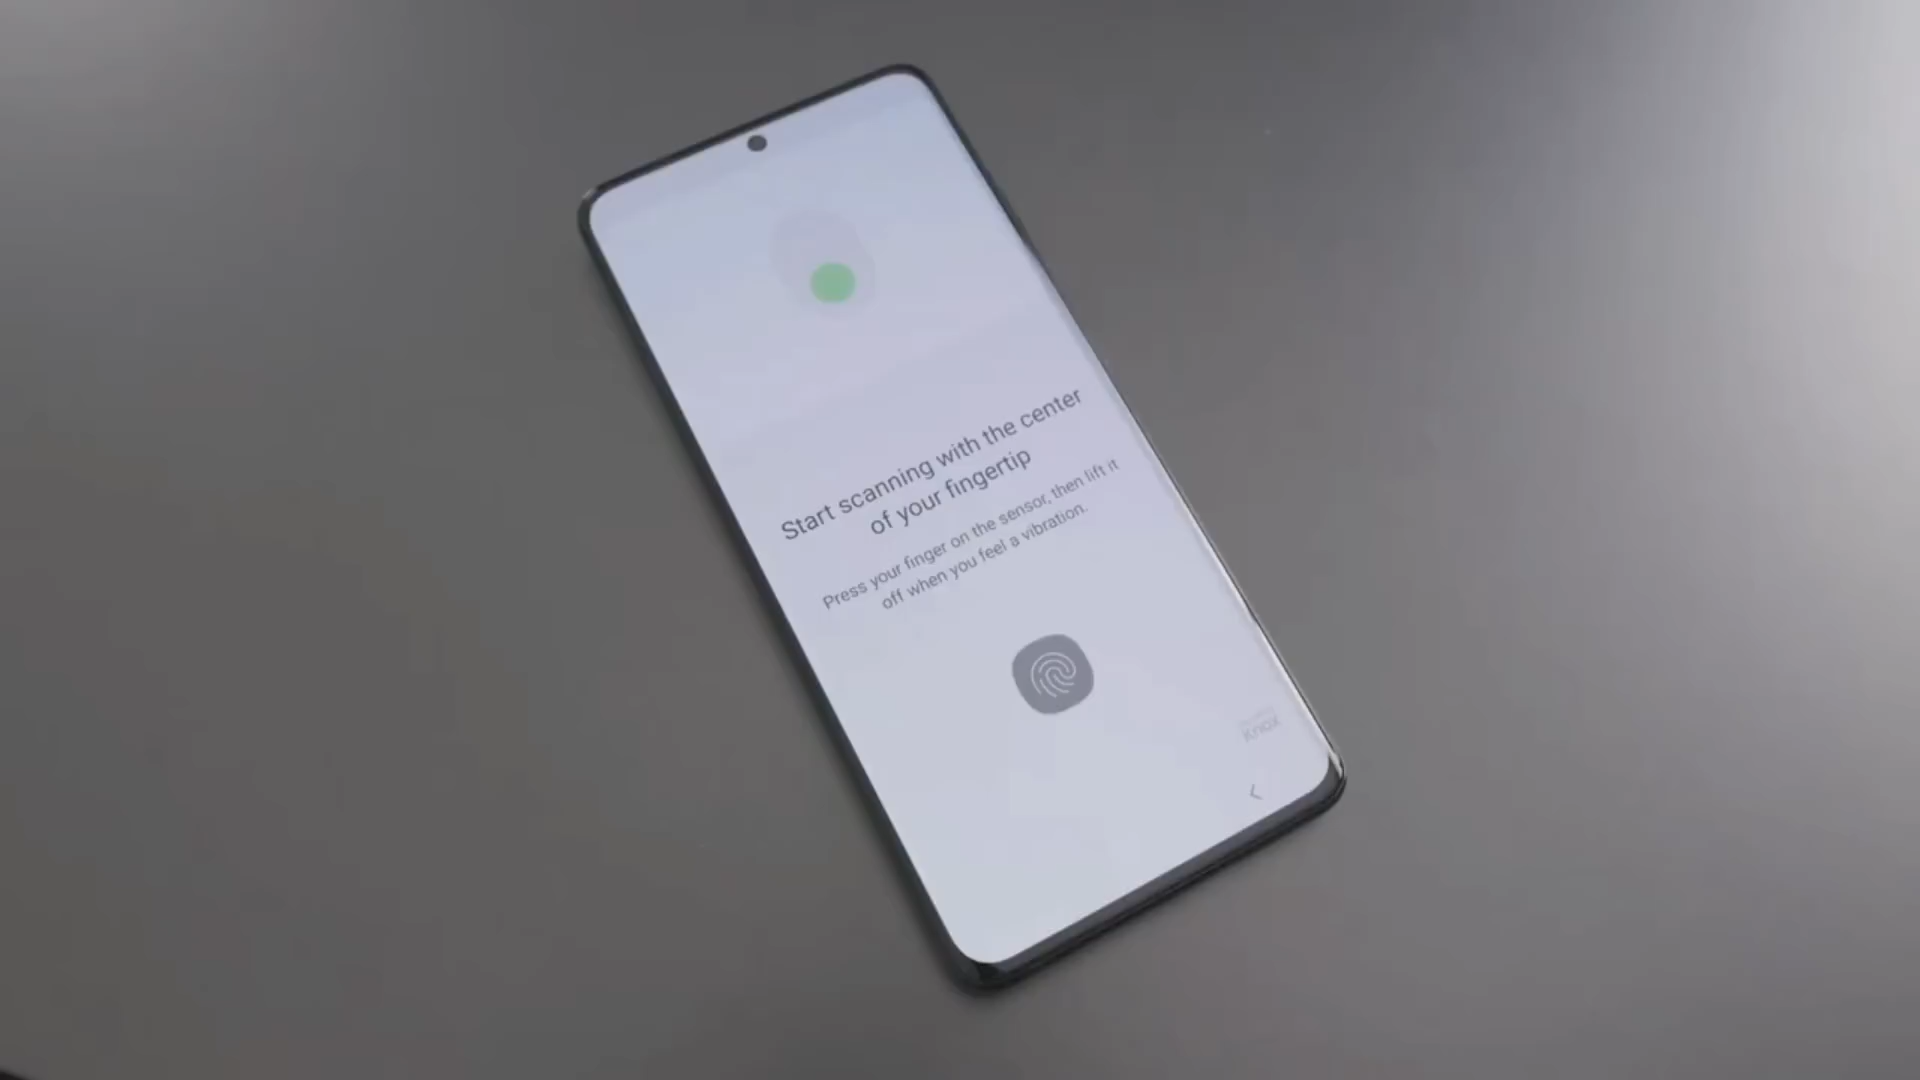 Start scanning with the center
of your fingertip
Press your finger on the sensor, then lift it
off when you feel a vibration.
Knox